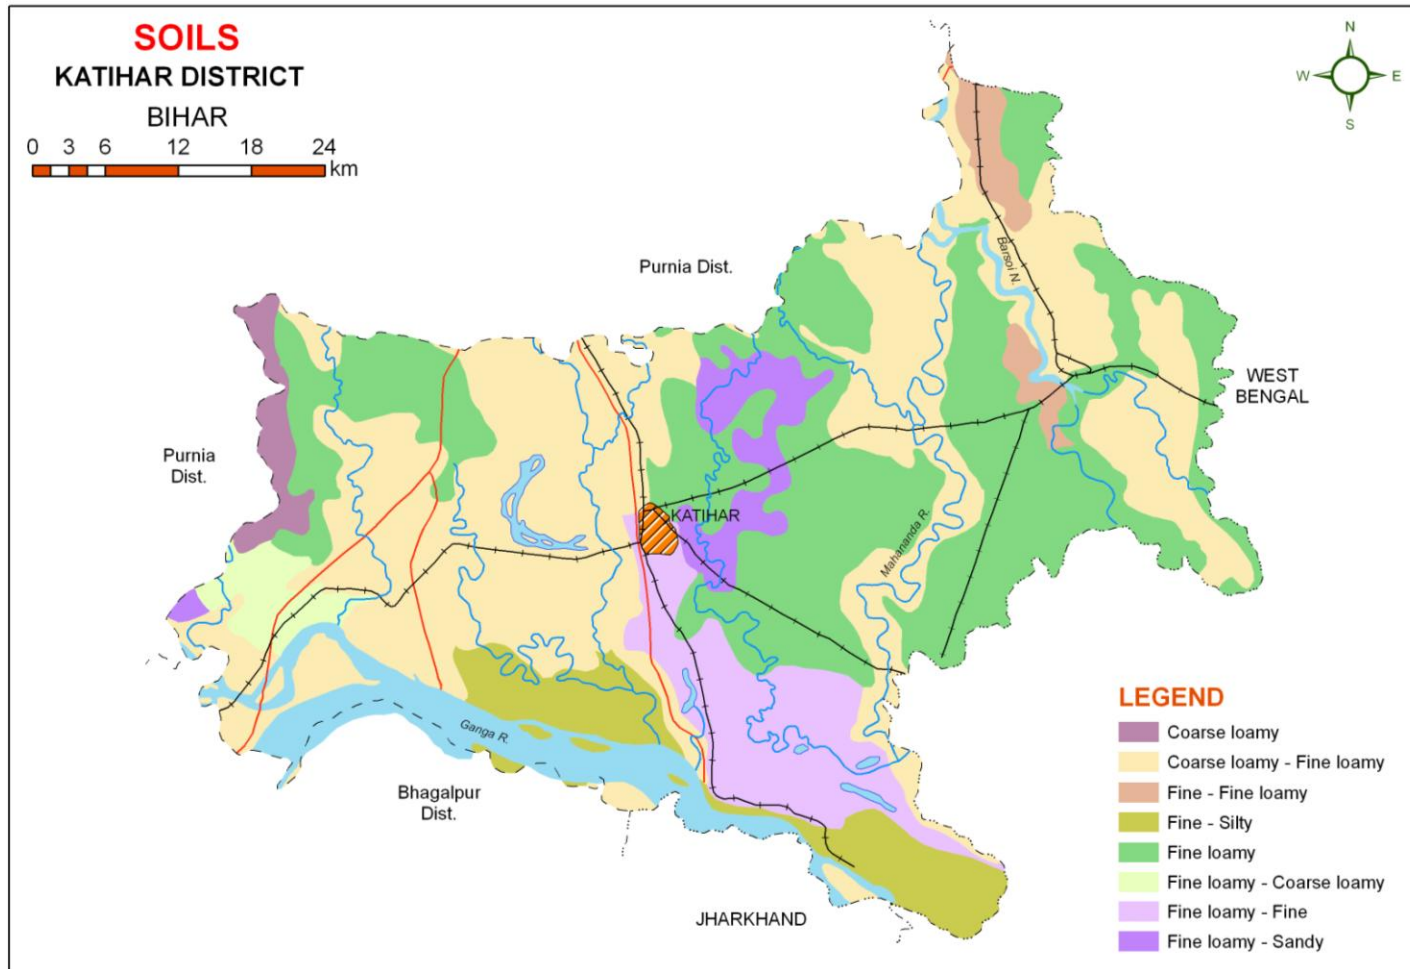 SOILS
KATIHAR DISTRICT
BIHAR
0 3 6 12 18 24
km
N
W E
S
Purnia Dist.
Barsoi N.
WEST
BENGAL
Purnia
Dist.
KATIHAR
Mahananda R.
Ganga R.
Bhagalpur
Dist.
JHARKHAND
LEGEND
Coarse loamy
Coarse loamy - Fine loamy
Fine - Fine loamy
Fine - Silty
Fine loamy
Fine loamy - Coarse loamy
Fine loamy - Fine
Fine loamy - Sandy